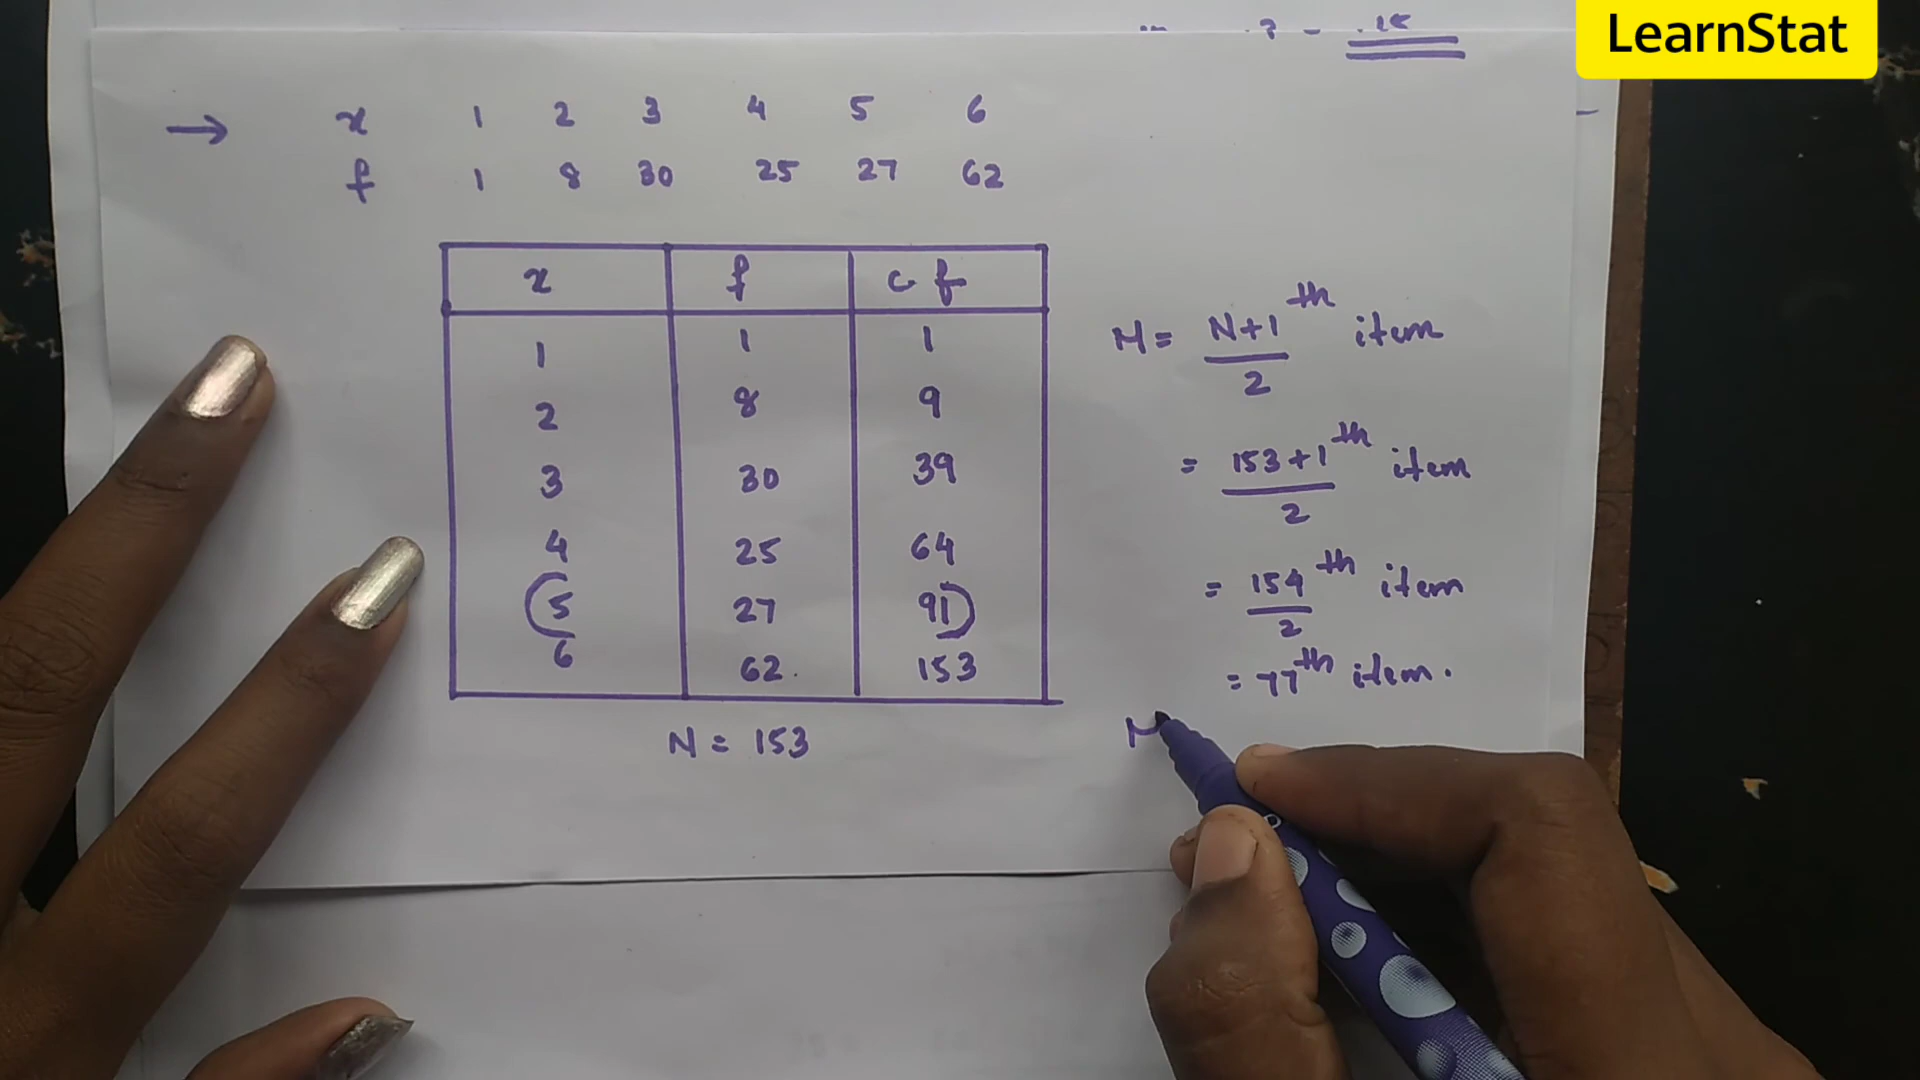 LearnStat
x 1 2 3 4 5 6
f 1 8 30 25 27 62
x f cf
1 1 1
2 8 9
3 30 39
4 25 64
5 27 91
6 62. 153
N = 153
M = N+1/2 th item
= 153+1/2 th item
= 154/2 th item
= 77th item.
M